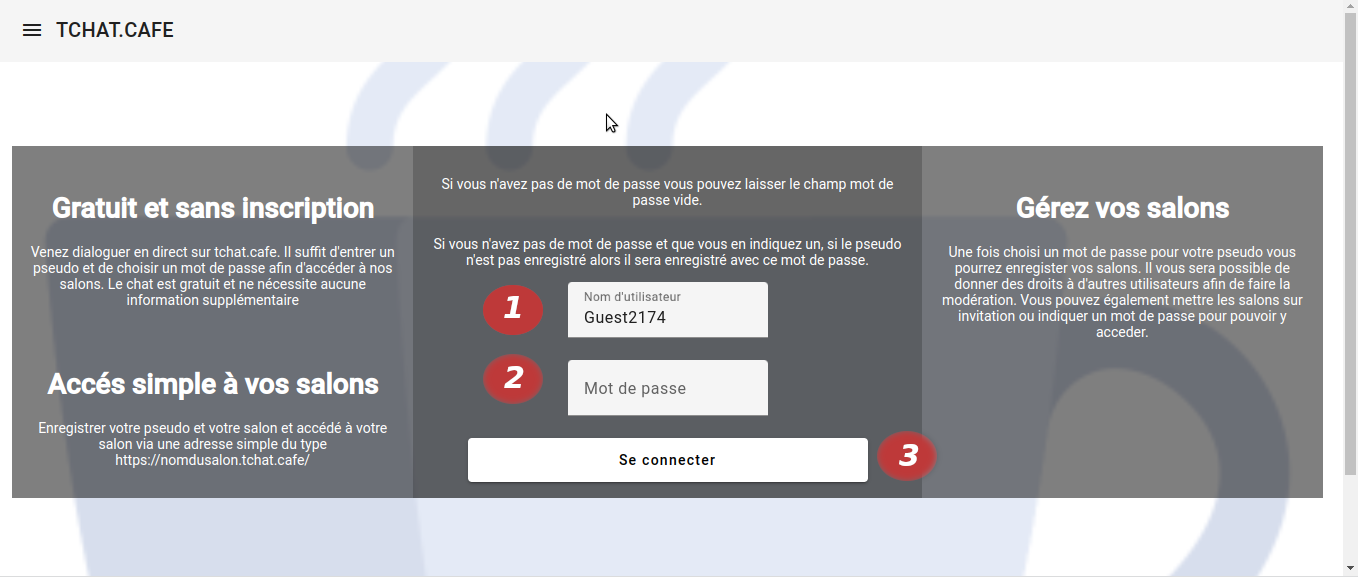 TCHAT.CAFE
Gratuit et sans inscription
Venez dialoguer en direct sur tchat.cafe. Il suffit d'entrer un
pseudo et de choisir un mot de passe afin d'accéder à nos
salons. Le chat est gratuit et ne nécessite aucune
information supplémentaire
Accés simple à vos salons
Enregistrer votre pseudo et votre salon et accédé à votre
salon via une adresse simple du type
https://nomdusalon.tchat.cafe/
Si vous n'avez pas de mot de passe vous pouvez laisser le champ mot de
passe vide.
Si vous n'avez pas de mot de passe et que vous en indiquez un, si le pseudo
n'est pas enregistré alors il sera enregistré avec ce mot de passe.
1
Nom d'utilisateur
Guest2174
2
Mot de passe
Se connecter
3
Gérez vos salons
Une fois choisi un mot de passe pour votre pseudo vous
pourrez enregister vos salons. Il vous sera possible de
donner des droits à d'autres utilisateurs afin de faire la
modération. Vous pouvez également mettre les salons sur
invitation ou indiquer un mot de passe pour pouvoir y
acceder.